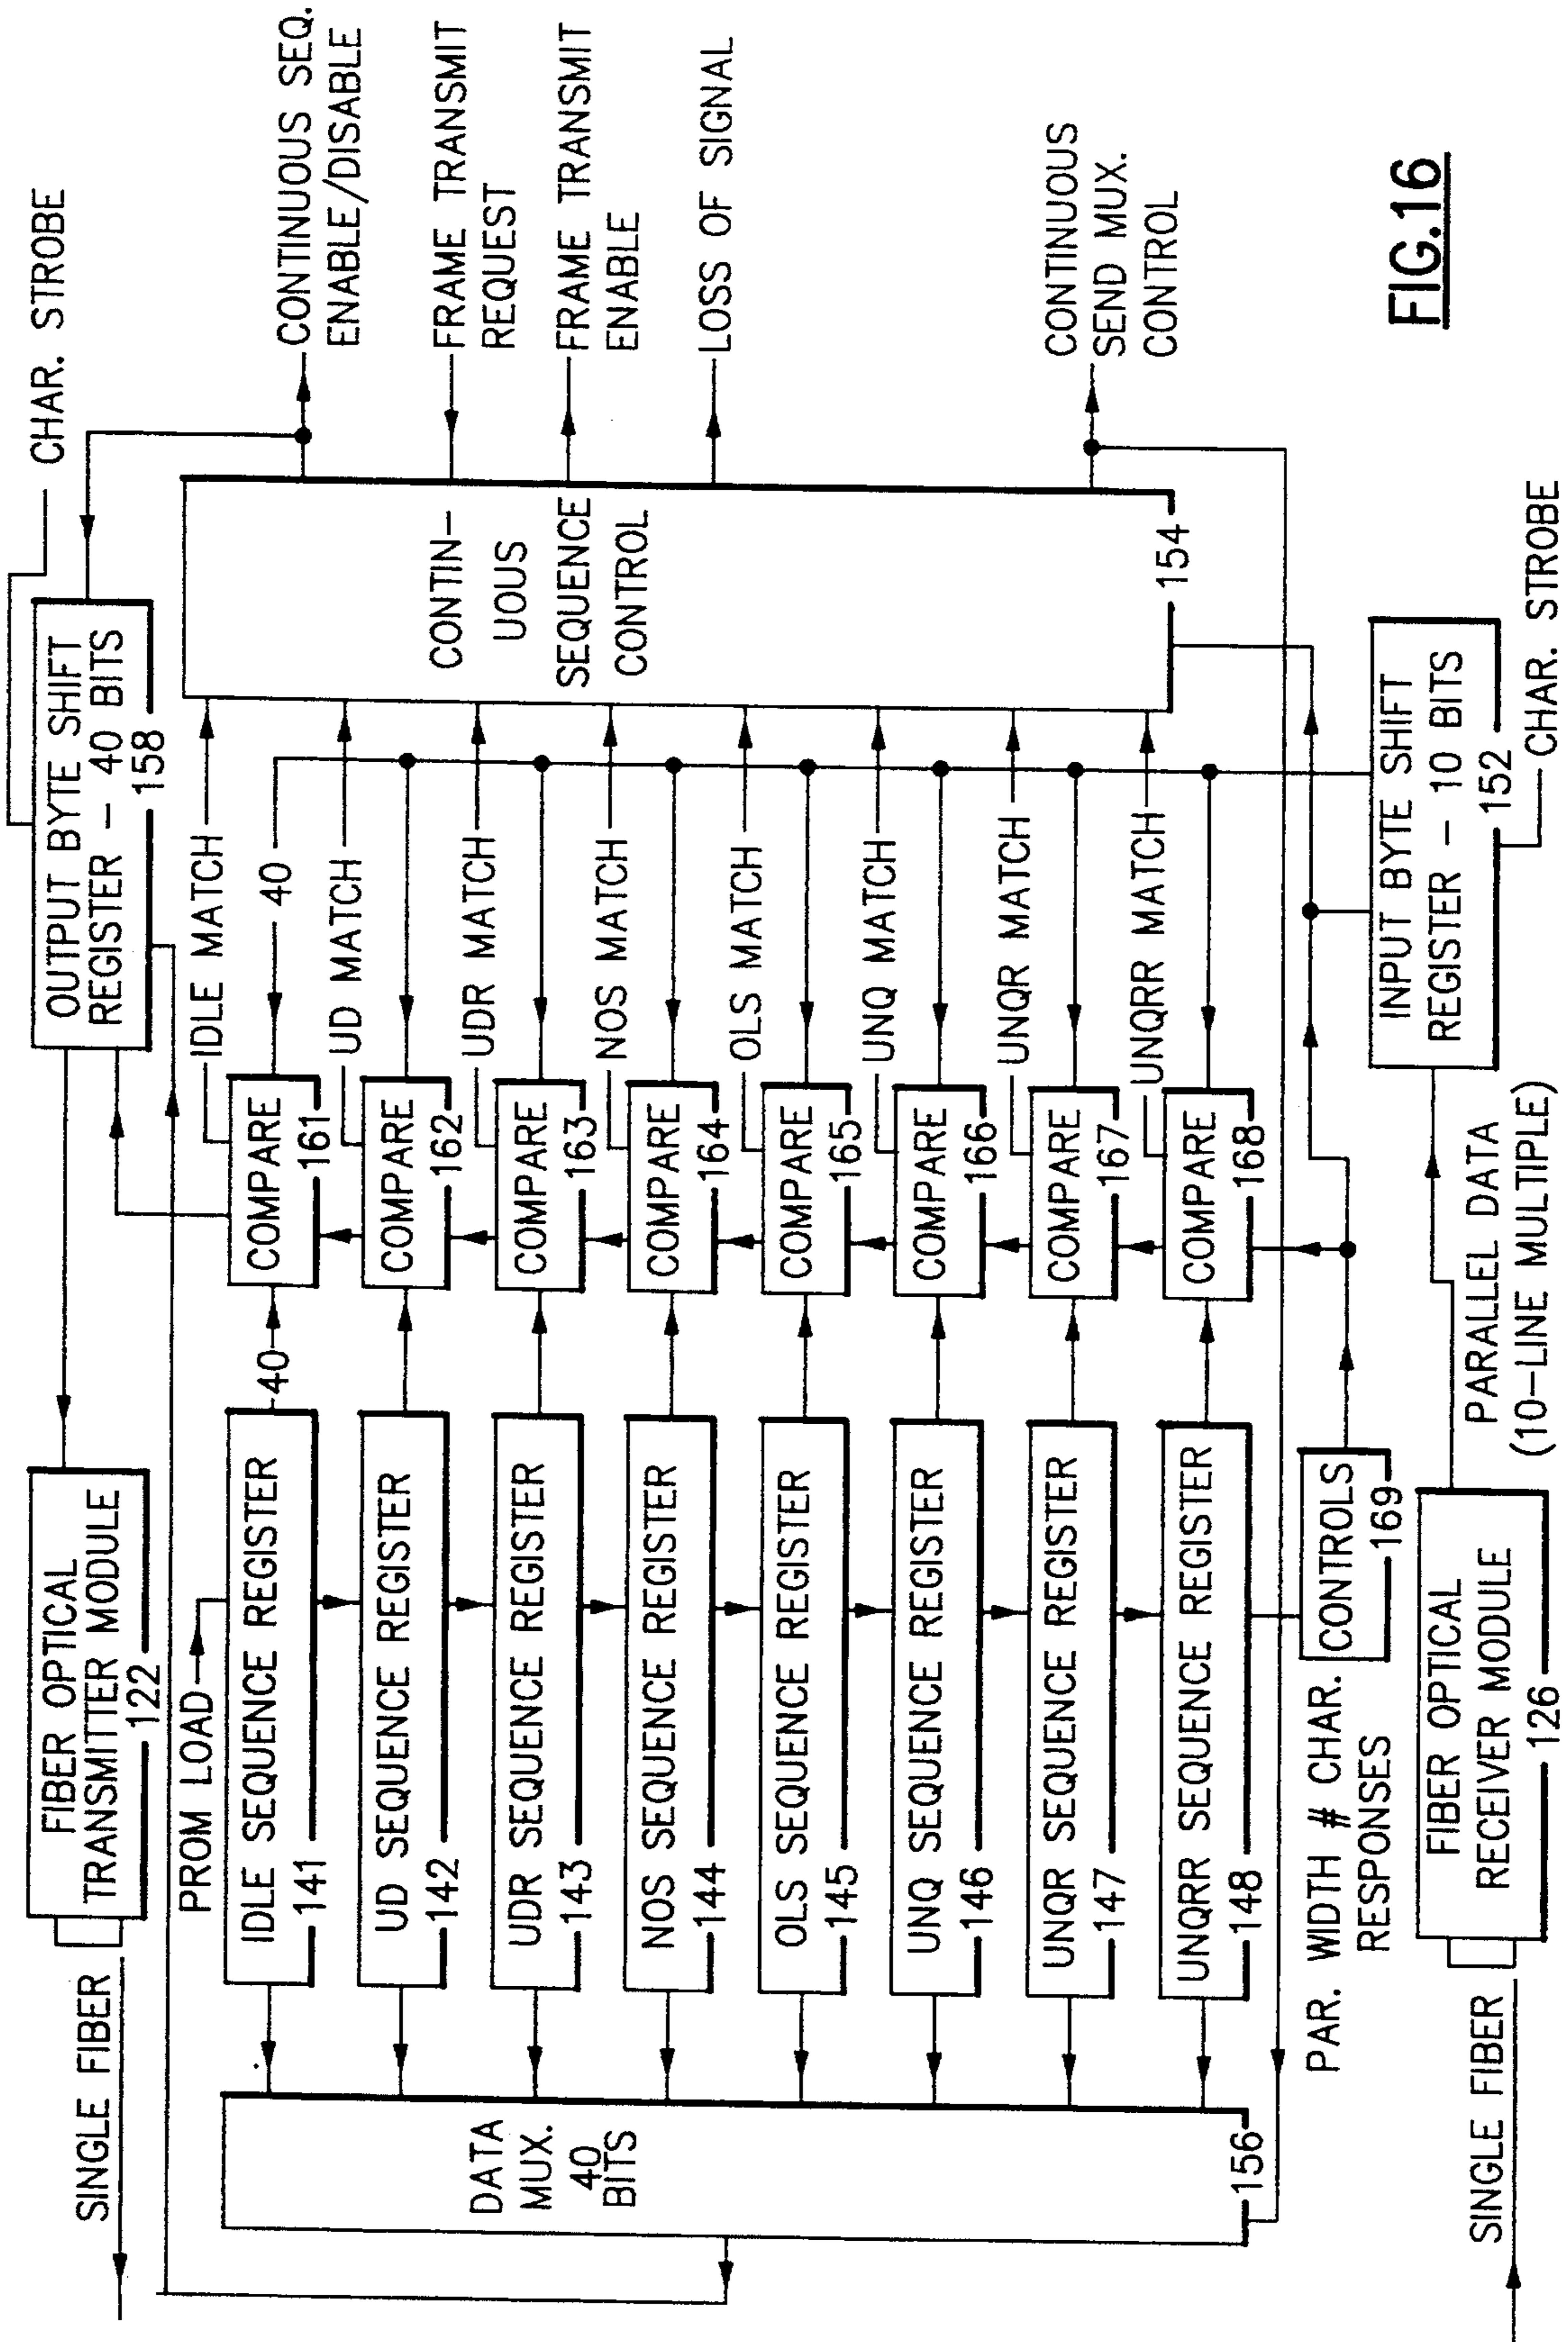 SINGLE FIBER
FIBER OPTICAL
TRANSMITTER MODULE
122
OUTPUT BYTE SHIFT
REGISTER – 40 BITS
158
CHAR. STROBE
PROM LOAD
DATA
MUX.
40
BITS
156
IDLE SEQUENCE REGISTER
141
40
COMPARE
161
IDLE MATCH
40
UD SEQUENCE REGISTER
142
COMPARE
162
UD MATCH
UDR SEQUENCE REGISTER
143
COMPARE
163
UDR MATCH
NOS SEQUENCE REGISTER
144
COMPARE
164
NOS MATCH
OLS SEQUENCE REGISTER
145
COMPARE
165
OLS MATCH
UNQ SEQUENCE REGISTER
146
COMPARE
166
UNQ MATCH
UNQR SEQUENCE REGISTER
147
COMPARE
167
UNQR MATCH
UNQRR SEQUENCE REGISTER
148
COMPARE
168
UNQRR MATCH
CONTIN–
UOUS
SEQUENCE
CONTROL
154
CONTINUOUS SEQ.
ENABLE/DISABLE
FRAME TRANSMIT
REQUEST
FRAME TRANSMIT
ENABLE
LOSS OF SIGNAL
CONTINUOUS
SEND MUX.
CONTROL
PAR. WIDTH # CHAR.
RESPONSES
CONTROLS
169
SINGLE FIBER
FIBER OPTICAL
RECEIVER MODULE
126
PARALLEL DATA
(10–LINE MULTIPLE)
INPUT BYTE SHIFT
REGISTER – 10 BITS
152
CHAR. STROBE
FIG.16